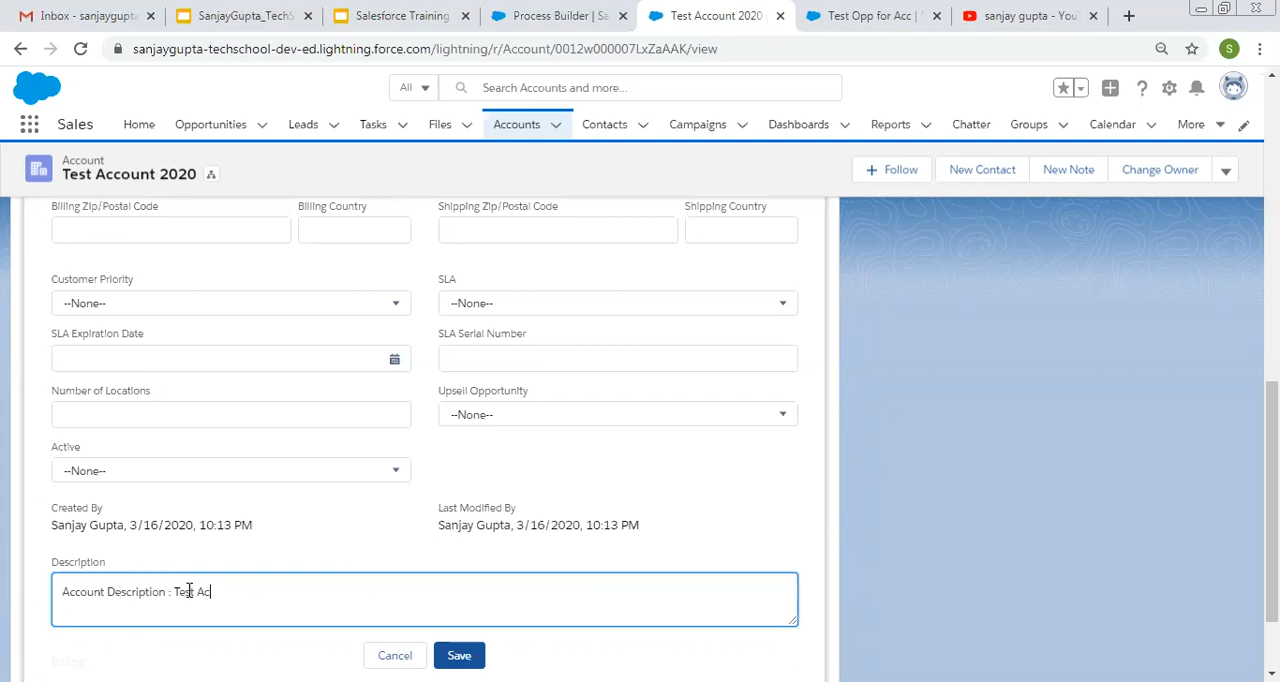 Inbox - sanjaygupta
SanjayGupta_TechS
Salesforce Training
Process Builder | Sa
Test Account 2020
Test Opp for Acc |
sanjay gupta - You
sanjaygupta-techschool-dev-ed.lightning.force.com/lightning/r/Account/0012w000007LxZaAAK/view
S
All
Search Accounts and more...
Sales
Home
Opportunities
Leads
Tasks
Files
Accounts
Contacts
Campaigns
Dashboards
Reports
Chatter
Groups
Calendar
More
Account
Test Account 2020
Follow
New Contact
New Note
Change Owner
Billing Zip/Postal Code
Billing Country
Shipping Zip/Postal Code
Shipping Country
Customer Priority
SLA
--None--
--None--
SLA Expiration Date
SLA Serial Number
Number of Locations
Upsell Opportunity
--None--
Active
--None--
Created By
Last Modified By
Sanjay Gupta, 3/16/2020, 10:13 PM
Sanjay Gupta, 3/16/2020, 10:13 PM
Description
Account Description : Test Ac
Cancel
Save
Billing